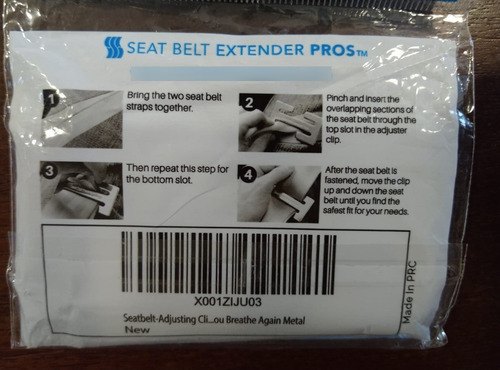 SEAT BELT EXTENDER PROS™
1
Bring the two seat belt
straps together.
2
Pinch and insert the
overlapping sections of
the seat belt through the
top slot in the adjuster
clip.
3
Then repeat this step for
the bottom slot.
4
After the seat belt is
fastened, move the clip
up and down the seat
belt until you find the
safest fit for your needs.
X001ZIJU03
Seatbelt-Adjusting Cli...ou Breathe Again Metal
New
Made In PRC